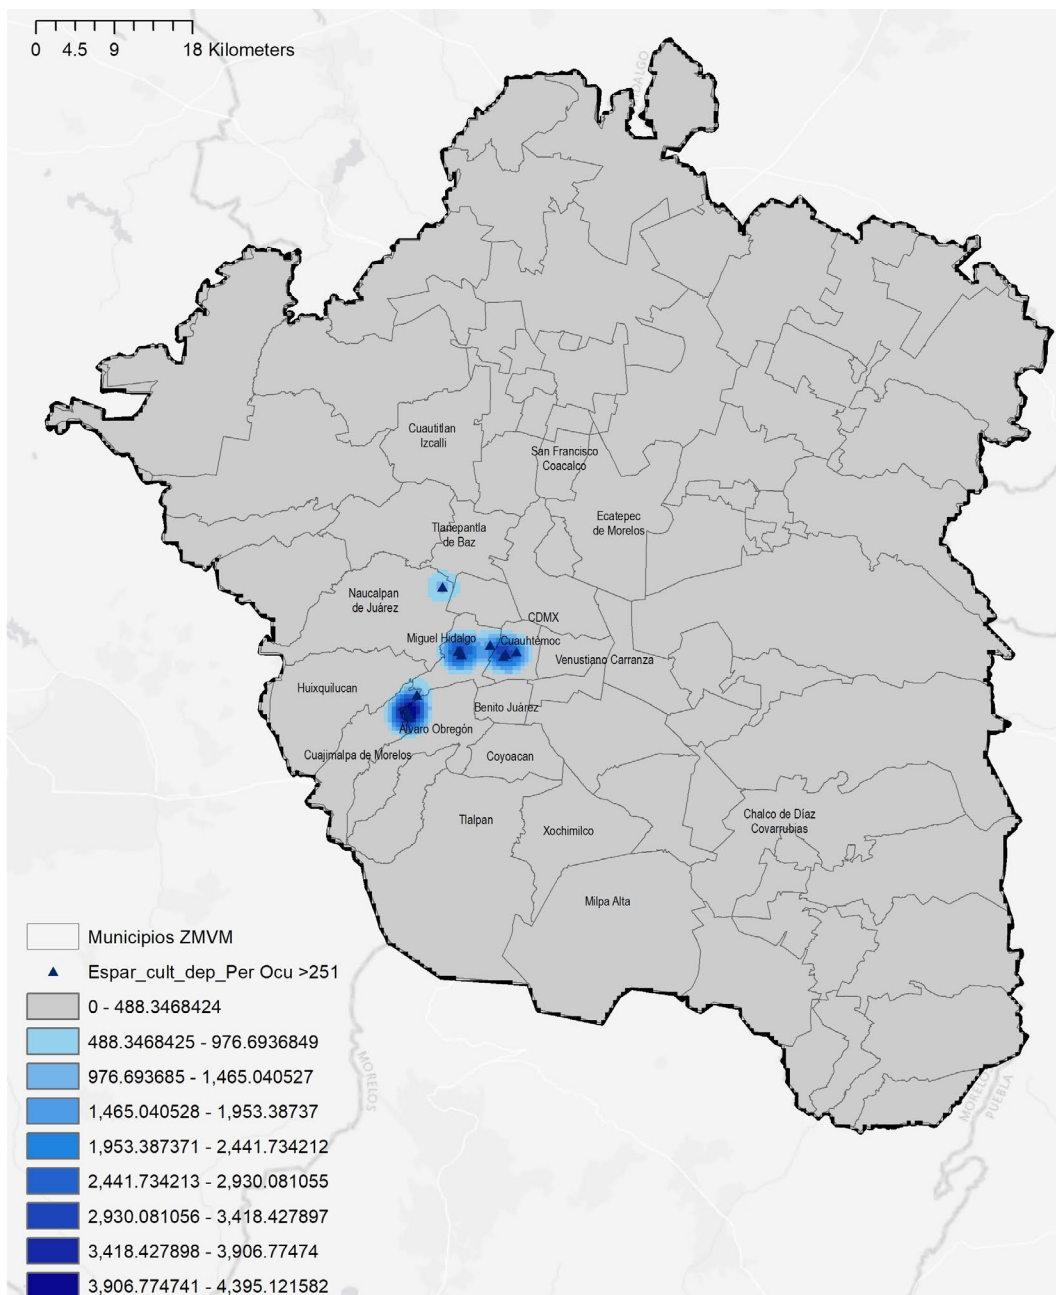 0 4.5 9 18 Kilometers
HIDALGO
Cuautitlan
Izcalli
San Francisco
Coacalco
Ecatepec
de Morelos
Tlanepantla
de Baz
Naucalpan
de Juárez
CDMX
Miguel Hidalgo
Cuauhtémoc
Venustiano Carranza
Huixquilucan
Benito Juárez
Álvaro Obregón
Cuajimalpa de Morelos
Coyoacan
Tlalpan
Xochimilco
Chalco de Díaz
Covarrubias
Milpa Alta
MORELOS
MORELOS
PUEBLA
Municipios ZMVM
Espar_cult_dep_Per Ocu >251
0 - 488.3468424
488.3468425 - 976.6936849
976.693685 - 1,465.040527
1,465.040528 - 1,953.38737
1,953.387371 - 2,441.734212
2,441.734213 - 2,930.081055
2,930.081056 - 3,418.427897
3,418.427898 - 3,906.77474
3,906.774741 - 4,395.121582